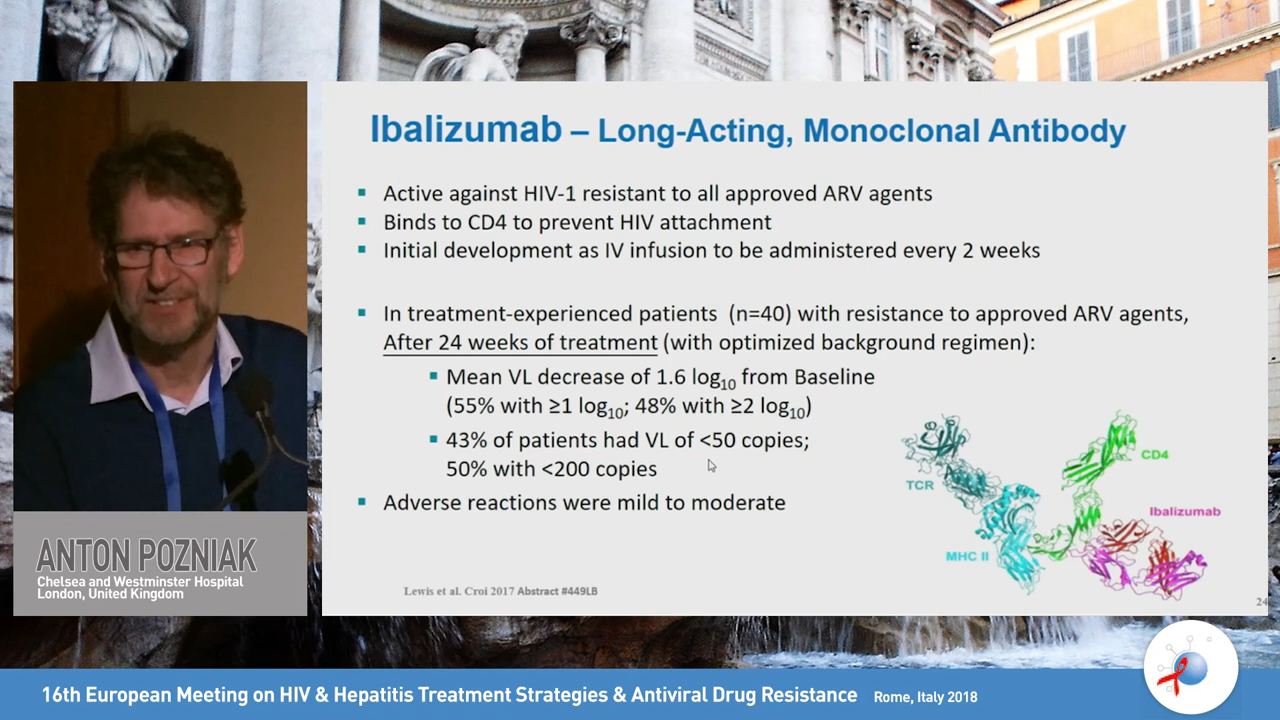 Ibalizumab – Long-Acting, Monoclonal Antibody
▪ Active against HIV-1 resistant to all approved ARV agents
▪ Binds to CD4 to prevent HIV attachment
▪ Initial development as IV infusion to be administered every 2 weeks
▪ In treatment-experienced patients (n=40) with resistance to approved ARV agents,
After 24 weeks of treatment (with optimized background regimen):
▪ Mean VL decrease of 1.6 log₁₀ from Baseline
(55% with ≥1 log₁₀; 48% with ≥2 log₁₀)
▪ 43% of patients had VL of <50 copies;
50% with <200 copies
▪ Adverse reactions were mild to moderate
TCR
CD4
Ibalizumab
MHC II
Lewis et al. Croi 2017 Abstract #449LB
24
ANTON POZNIAK
Chelsea and Westminster Hospital
London, United Kingdom
16th European Meeting on HIV & Hepatitis Treatment Strategies & Antiviral Drug Resistance Rome, Italy 2018